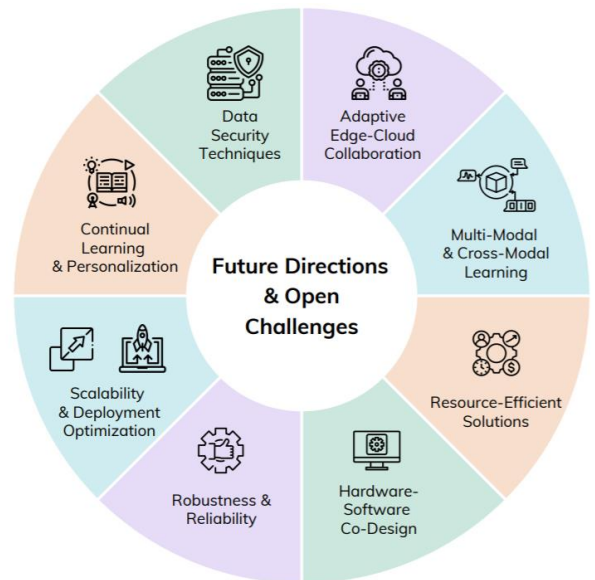 Future Directions
& Open
Challenges
Data
Security
Techniques
Adaptive
Edge-Cloud
Collaboration
Multi-Modal
& Cross-Modal
Learning
Resource-Efficient
Solutions
Hardware-
Software
Co-Design
Robustness &
Reliability
Scalability
& Deployment
Optimization
Continual
Learning
& Personalization